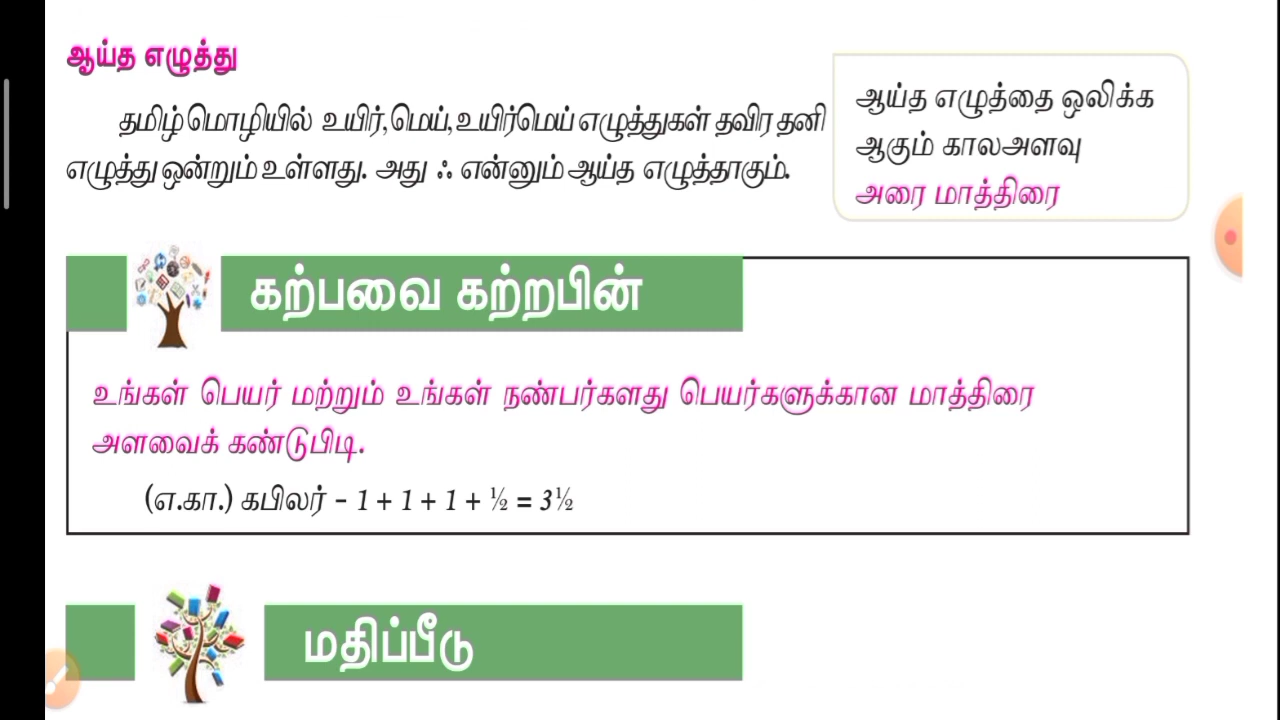 ஆய்த எழுத்து
தமிழ்மொழியில் உயிர், மெய், உயிர்மெய் எழுத்துகள் தவிர தனி
எழுத்து ஒன்றும் உள்ளது. அது ஃ என்னும் ஆய்த எழுத்தாகும்.
ஆய்த எழுத்தை ஒலிக்க
ஆகும் காலஅளவு
அரை மாத்திரை
கற்பவை கற்றபின்
உங்கள் பெயர் மற்றும் உங்கள் நண்பர்களது பெயர்களுக்கான மாத்திரை
அளவைக் கண்டுபிடி.
(எ.கா.) கபிலர் - 1 + 1 + 1 + ½ = 3½
மதிப்பீடு